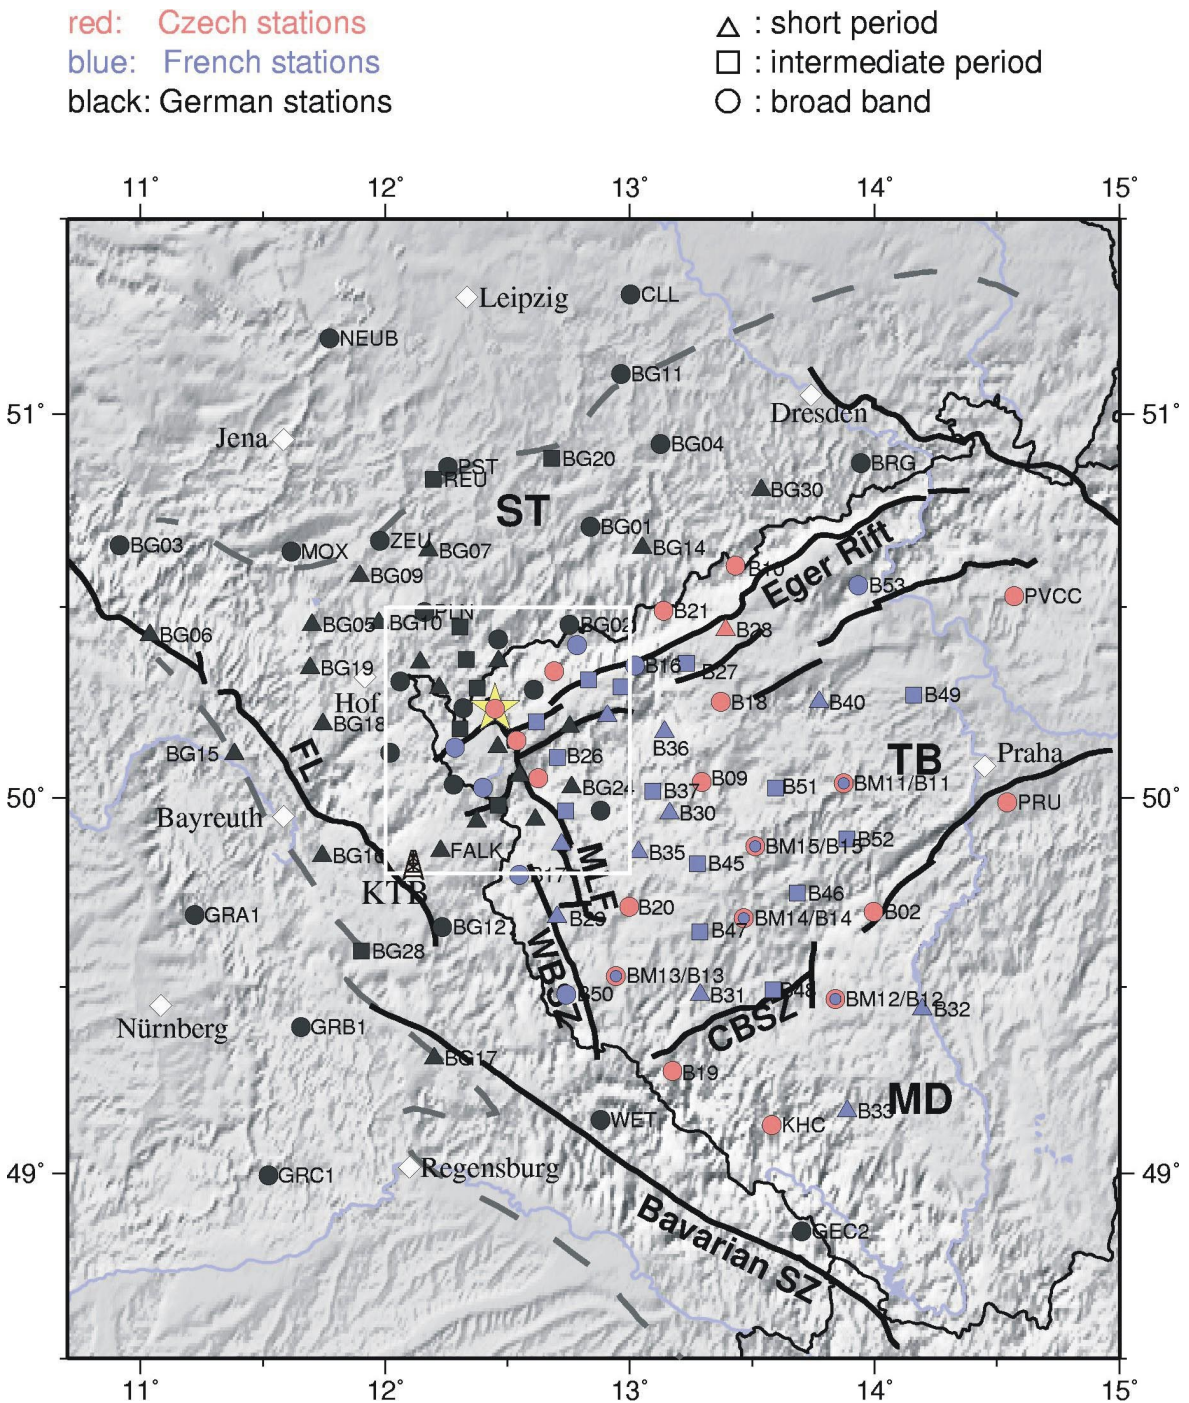 red: Czech stations
blue: French stations
black: German stations
: short period
: intermediate period
: broad band
11° 12° 13° 14° 15°
Leipzig
CLL
NEUB
BG11
51° 51°
Dresden
Jena
BG04
PST
BG20
BRG
REU
BG30
ST
BG01
BG03
ZEU
MOX
BG07
BG14
B10
Eger Rift
BG09
B53
PVCC
PLN
B21
BG05
BG10
BG02
B28
BG06
BG19
B16
B27
Hof
B18
B40
B49
BG18
B36
BG15
FL
B26
TB
Praha
BG24
B37
B09
B51
BM11/B11
50° 50°
PRU
Bayreuth
B30
B52
BM15/B15
FALK
B35
B45
BG16
KTB
B17
MLF
B46
GRA1
BG12
B29
B20
BM14/B14
B02
B47
BG28
WBSZ
BM13/B13
B50
B31
B48
BM12/B12
B32
Nürnberg
GRB1
CBSZ
BG17
B19
MD
WET
KHC
B33
Regensburg
49° 49°
GRC1
Bavarian SZ
GEC2
11° 12° 13° 14° 15°